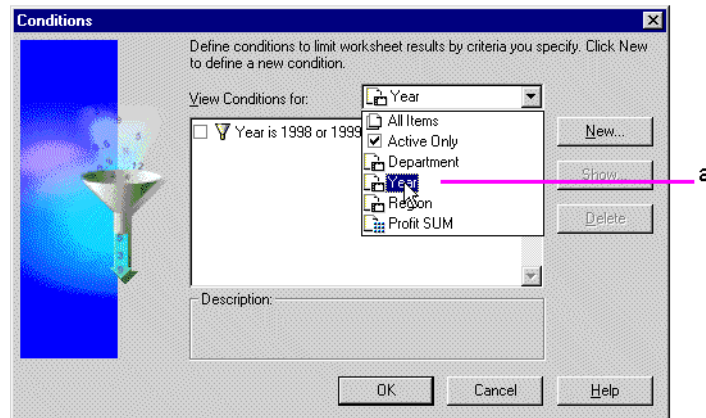 Conditions
Define conditions to limit worksheet results by criteria you specify. Click New
to define a new condition.
View Conditions for:
Year
Year is 1998 or 1999
All Items
Active Only
Department
Year
Region
Profit SUM
New...
Show...
Delete
a
Description:
OK
Cancel
Help